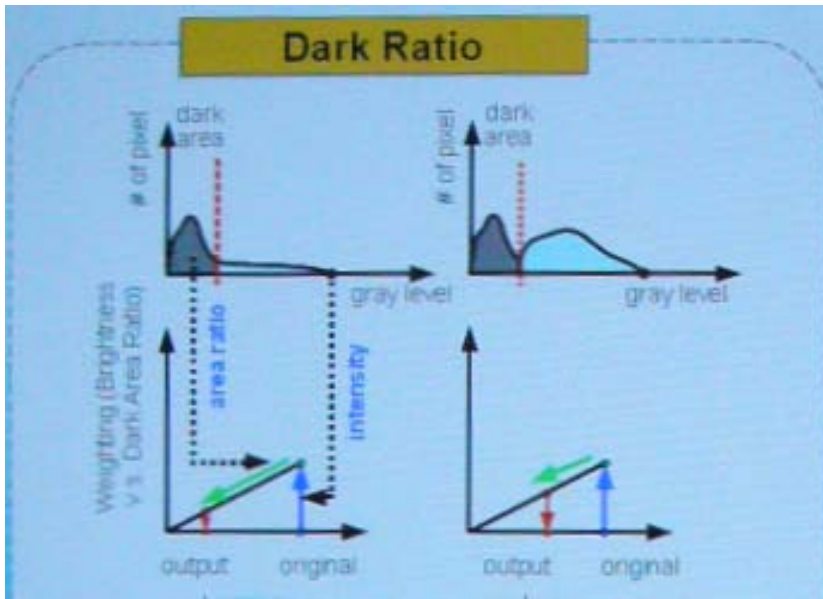 Dark Ratio
# of pixel
dark
area
gray level
# of pixel
dark
area
gray level
Weighting (Brightness
v s. Dark Area Ratio)
area ratio
intensity
output
original
output
original